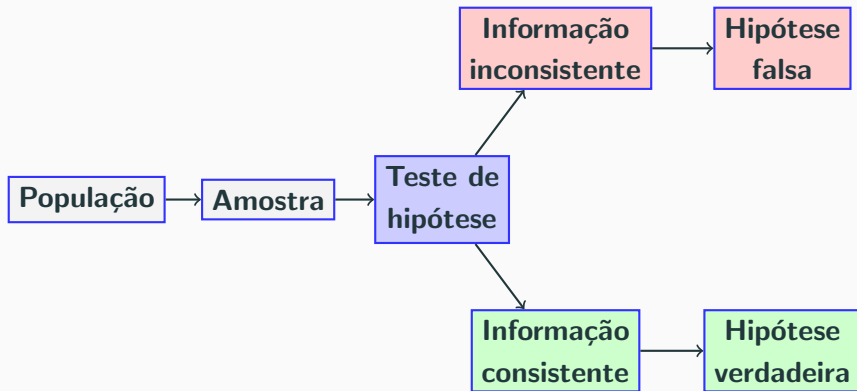 Informação
inconsistente
Hipótese
falsa
População
Amostra
Teste de
hipótese
Informação
consistente
Hipótese
verdadeira